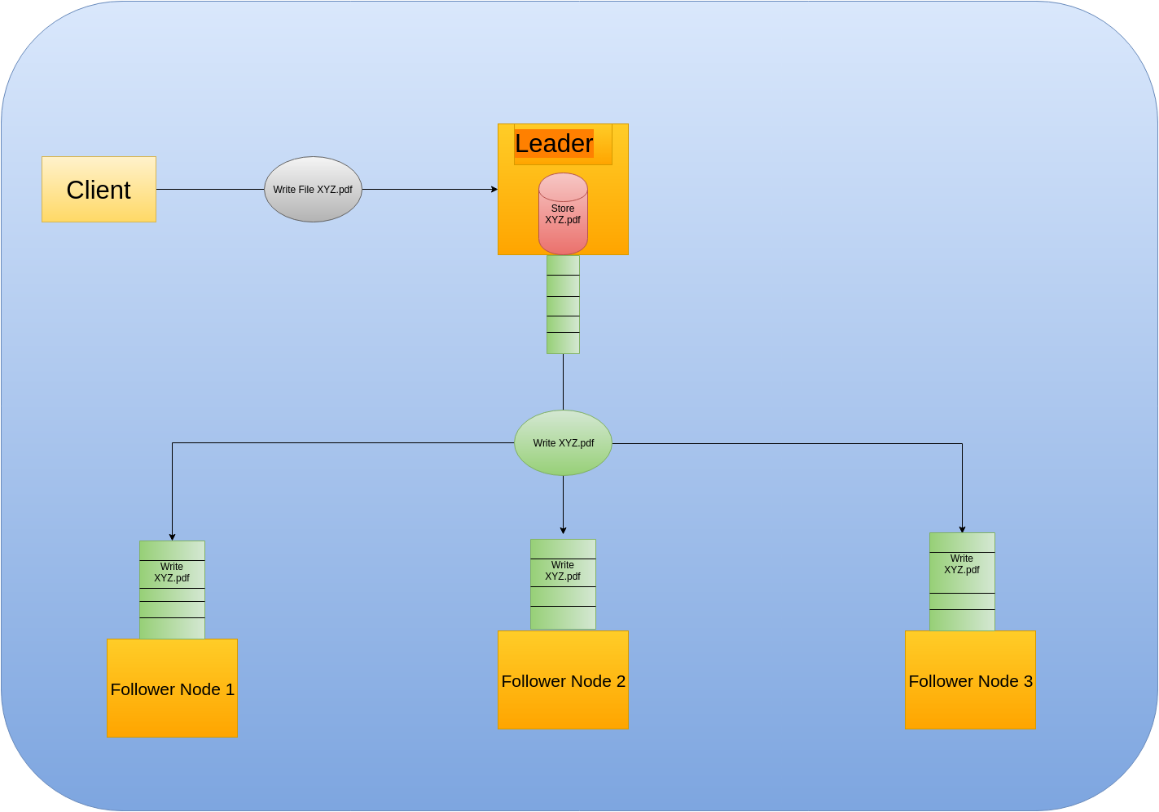 Leader
Client
Write File XYZ.pdf
Store
XYZ.pdf
Write XYZ.pdf
Write
XYZ.pdf
Write
XYZ.pdf
Write
XYZ.pdf
Follower Node 1
Follower Node 2
Follower Node 3